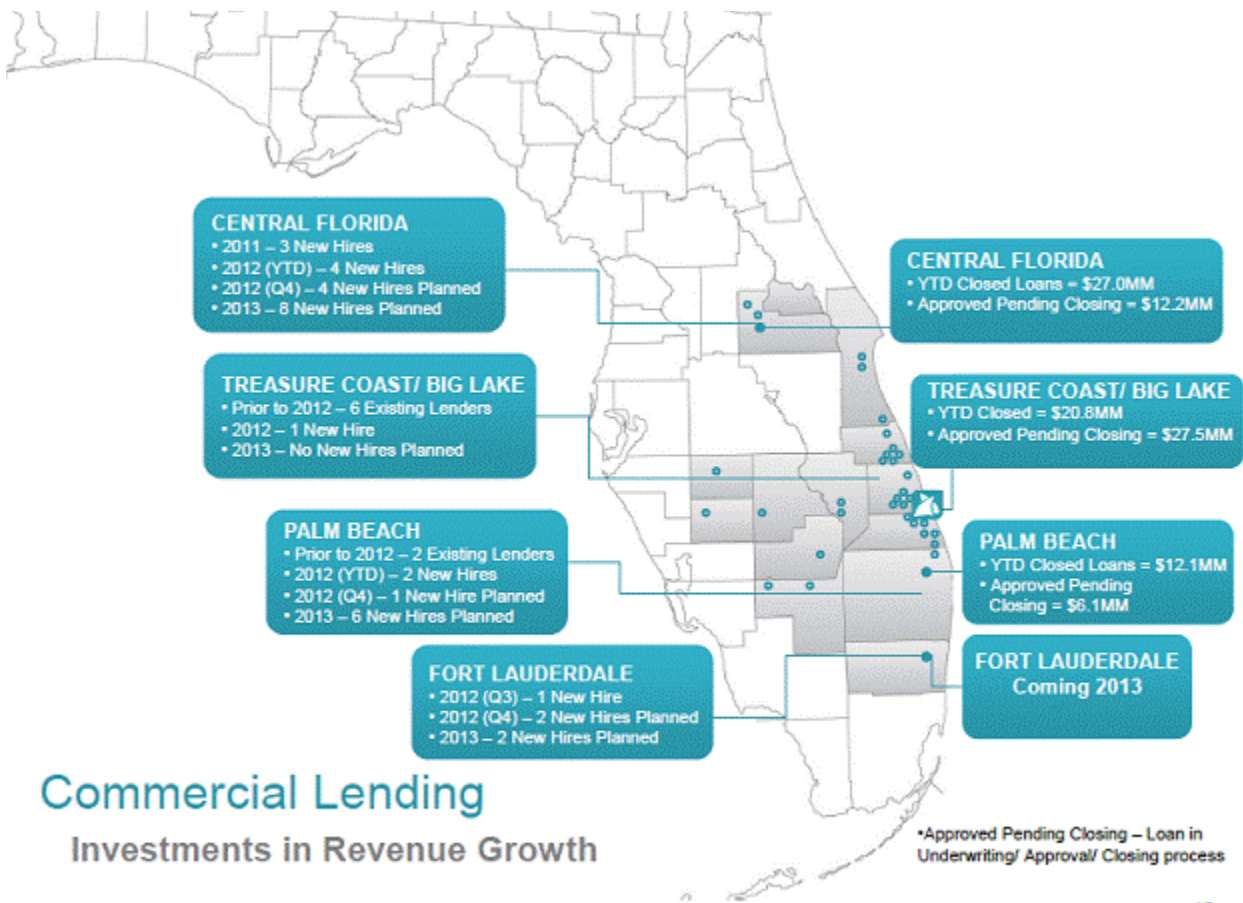 CENTRAL FLORIDA
• 2011 – 3 New Hires
• 2012 (YTD) – 4 New Hires
• 2012 (Q4) – 4 New Hires Planned
• 2013 – 8 New Hires Planned
CENTRAL FLORIDA
• YTD Closed Loans = $27.0MM
• Approved Pending Closing = $12.2MM
TREASURE COAST/ BIG LAKE
• Prior to 2012 – 6 Existing Lenders
• 2012 – 1 New Hire
• 2013 – No New Hires Planned
TREASURE COAST/ BIG LAKE
• YTD Closed = $20.8MM
• Approved Pending Closing = $27.5MM
PALM BEACH
• Prior to 2012 – 2 Existing Lenders
• 2012 (YTD) – 2 New Hires
• 2012 (Q4) – 1 New Hire Planned
• 2013 – 6 New Hires Planned
PALM BEACH
• YTD Closed Loans = $12.1MM
• Approved Pending
Closing = $6.1MM
FORT LAUDERDALE
• 2012 (Q3) – 1 New Hire
• 2012 (Q4) – 2 New Hires Planned
• 2013 – 2 New Hires Planned
FORT LAUDERDALE
Coming 2013
Commercial Lending
Investments in Revenue Growth
•Approved Pending Closing – Loan in
Underwriting/ Approval/ Closing process